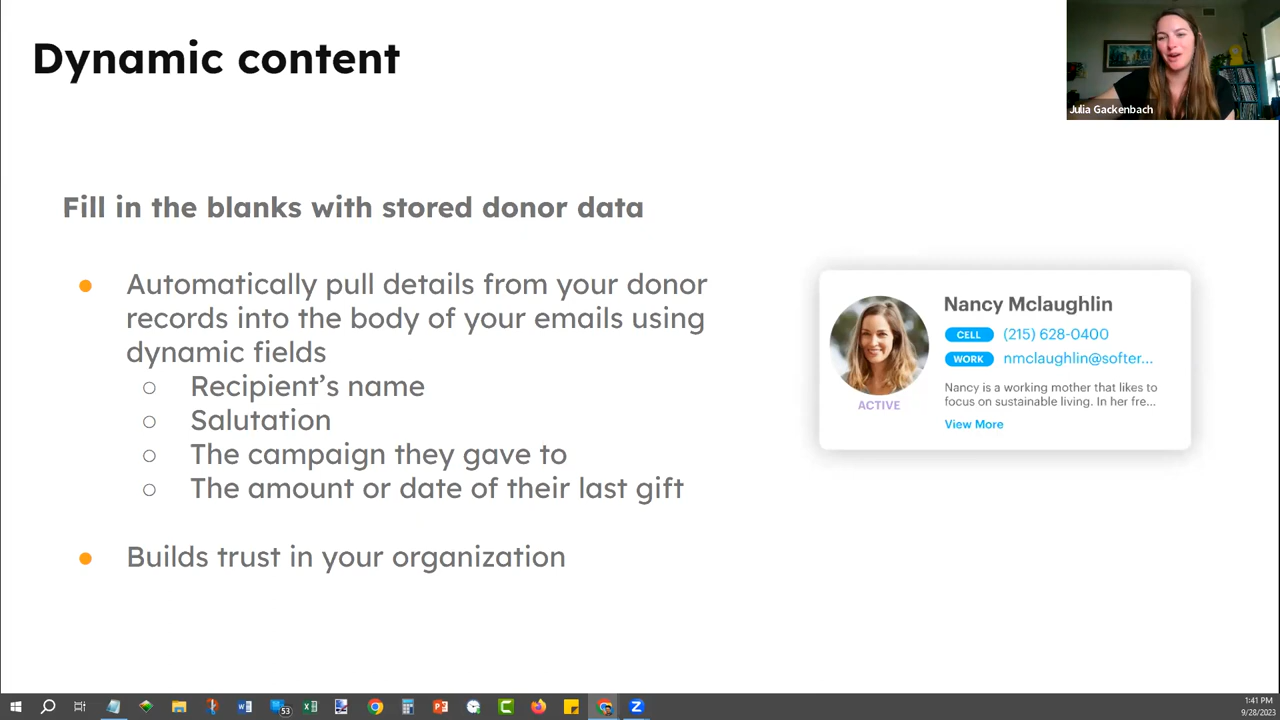 Dynamic content
Julia Gackenbach
Fill in the blanks with stored donor data
Automatically pull details from your donor
records into the body of your emails using
dynamic fields
Recipient's name
Salutation
The campaign they gave to
The amount or date of their last gift
Builds trust in your organization
Nancy Mclaughlin
CELL (215) 628-0400
WORK nmclaughlin@softer...
Nancy is a working mother that likes to
focus on sustainable living. In her fre...
ACTIVE
View More
53
1:41 PM
9/28/2023